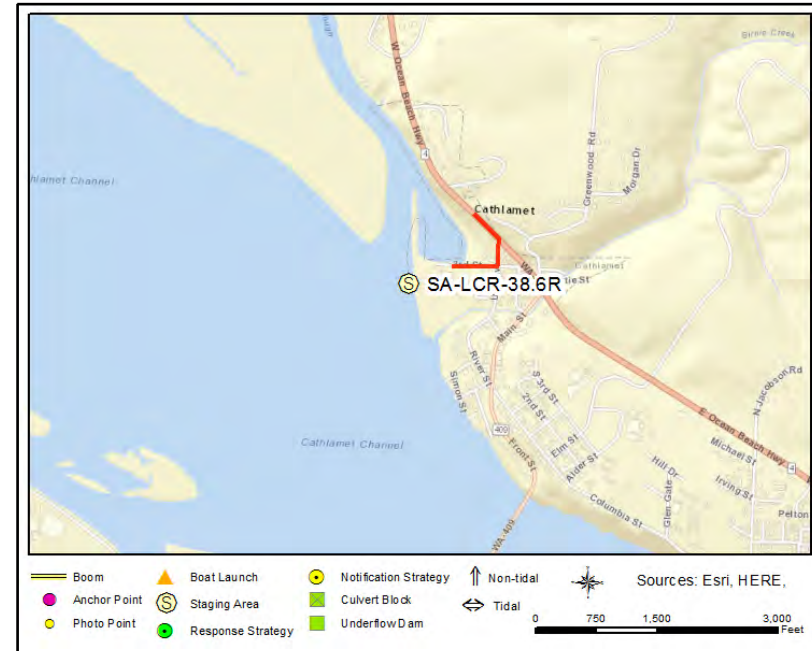 Birnie Creek
W Ocean Beach Hwy
4
Greenwood Rd
Morgan Dr
Cathlamet Channel
Cathlamet
Cathlamet
SA-LCR-38.6R
S
Main St
River St
Simon St
S 3rd St
2nd St
Elm St
Alder St
N Jacobson Rd
E Ocean Beach Hwy
4
Michael St
Irving St
Pelton
Hill Dr
Glen Gate
409
Front St
Columbia St
WA-409
Cathlamet Channel
Boom
Boat Launch
Notification Strategy
Non-tidal
Sources: Esri, HERE,
Anchor Point
S
Staging Area
Culvert Block
Tidal
Photo Point
Response Strategy
Underflow Dam
0 750 1,500 3,000
Feet